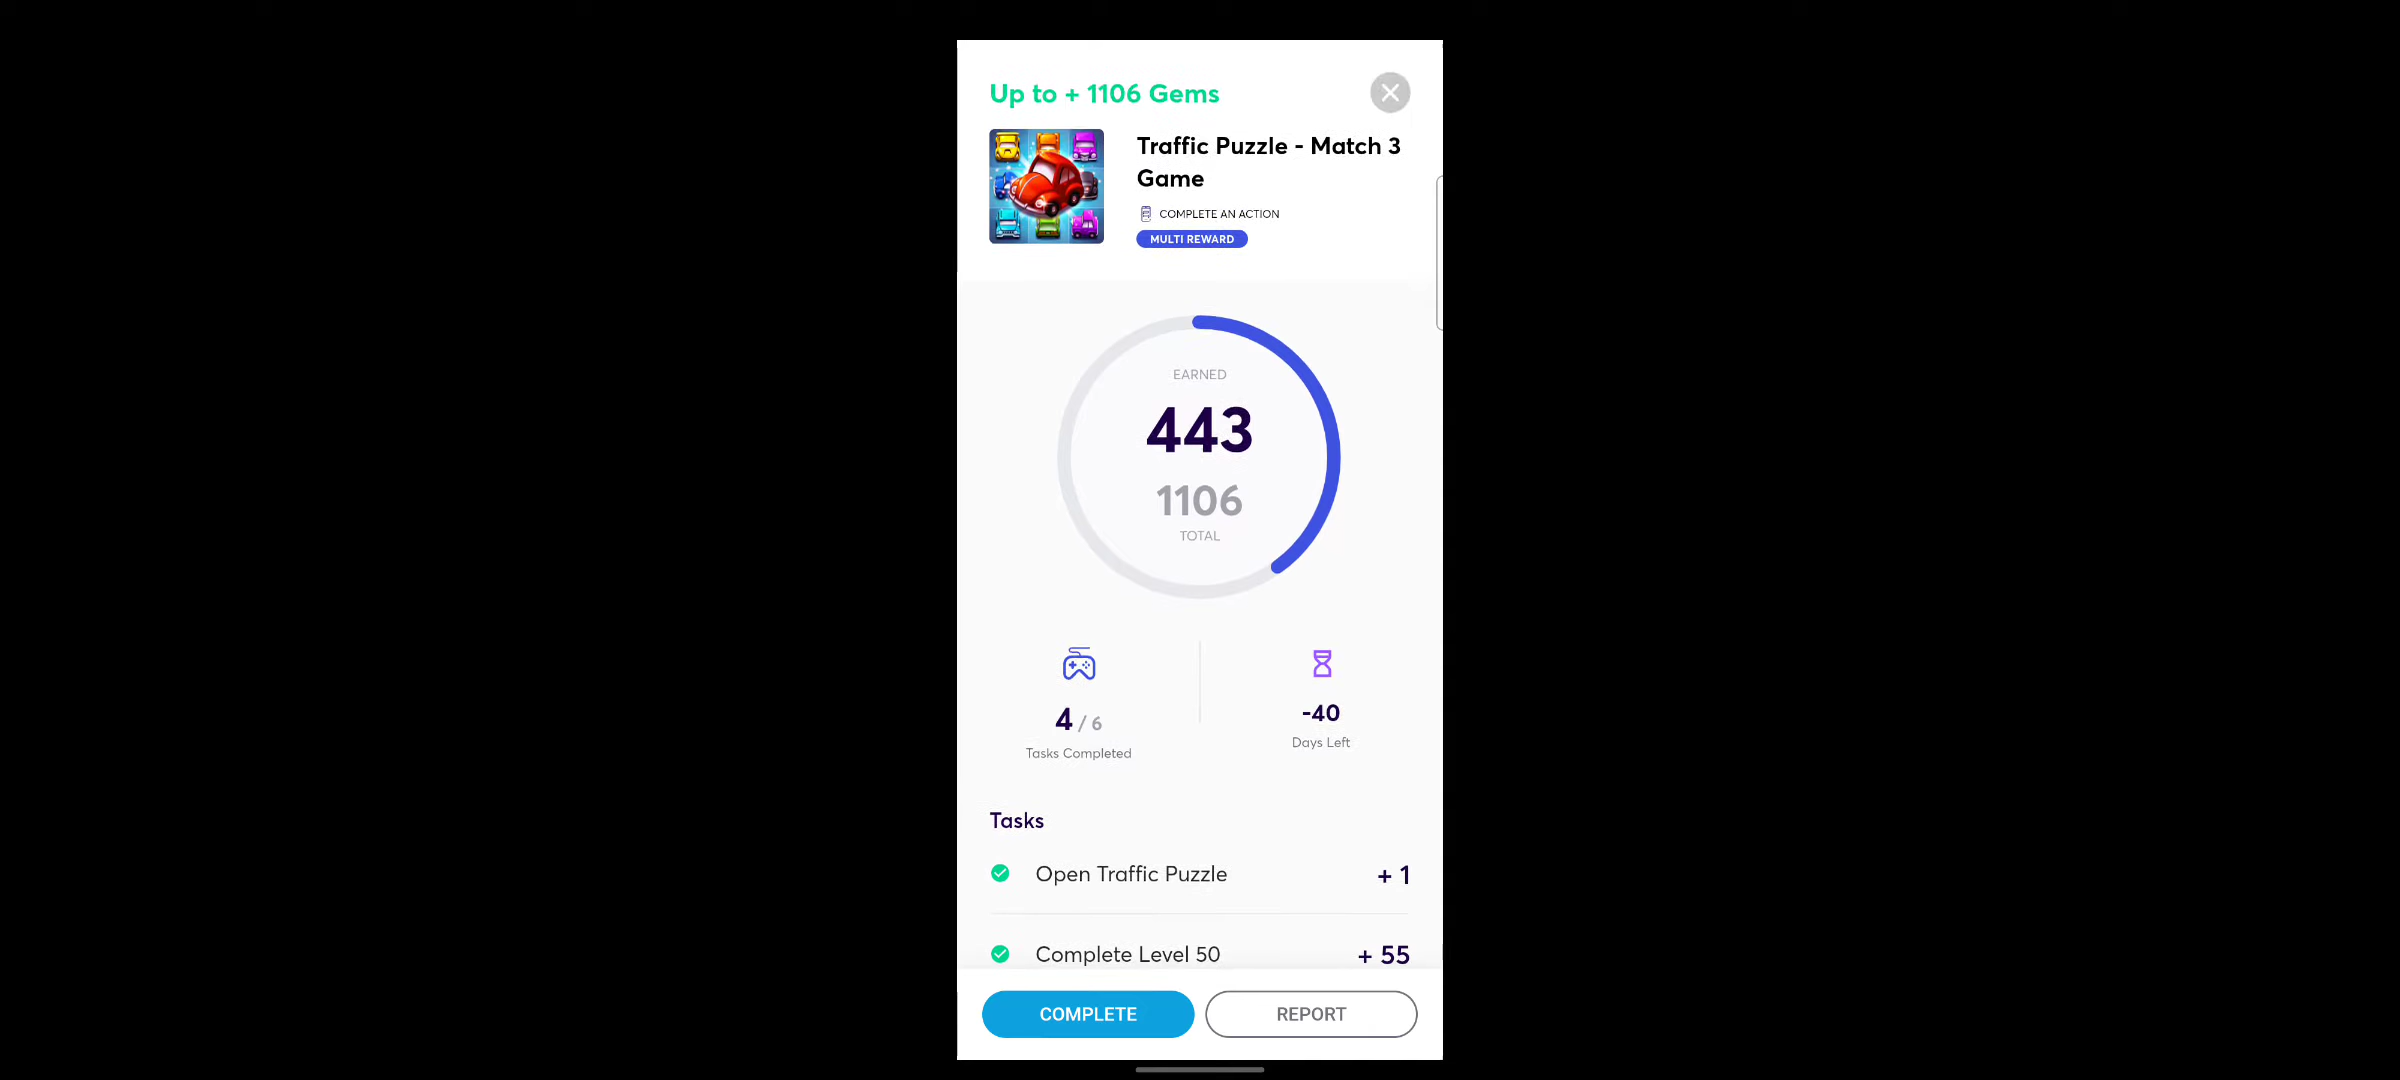 Up to + 1106 Gems
Traffic Puzzle - Match 3
Game
COMPLETE AN ACTION
MULTI REWARD
EARNED
443
1106
TOTAL
4 / 6
Tasks Completed
-40
Days Left
Tasks
Open Traffic Puzzle + 1
Complete Level 50 + 55
COMPLETE
REPORT